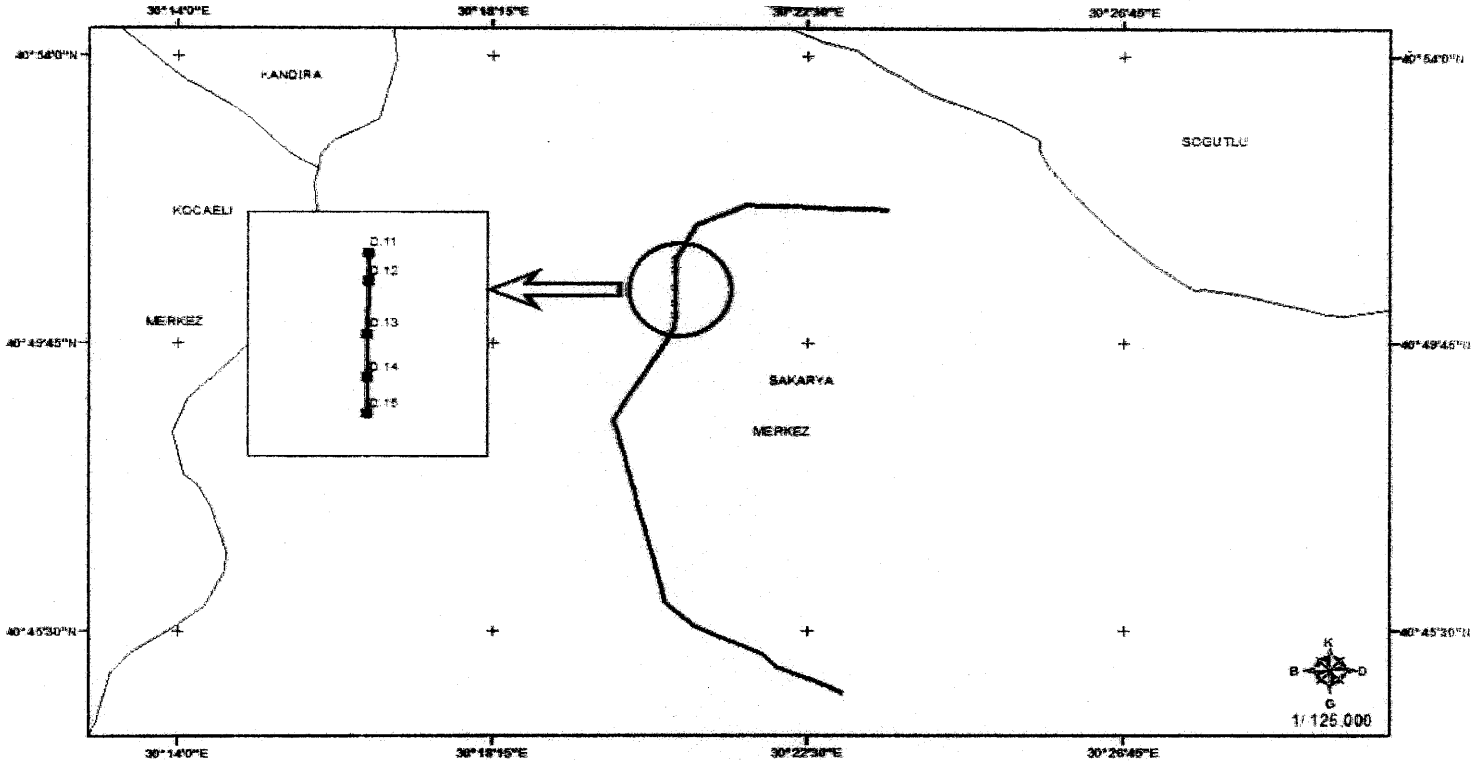 30°14'0"E 30°18'15"E 30°22'30"E 30°26'45"E
40°54'0"N 40°54'0"N
KANDIRA
SOGUTLU
KOCAELI
D.11
D.12
MERKEZ
D.13
40°49'45"N 40°49'45"N
D.14
SAKARYA
D.15
MERKEZ
40°45'30"N 40°45'30"N
K
B D
G
1/ 125.000
30°14'0"E 30°18'15"E 30°22'30"E 30°26'45"E